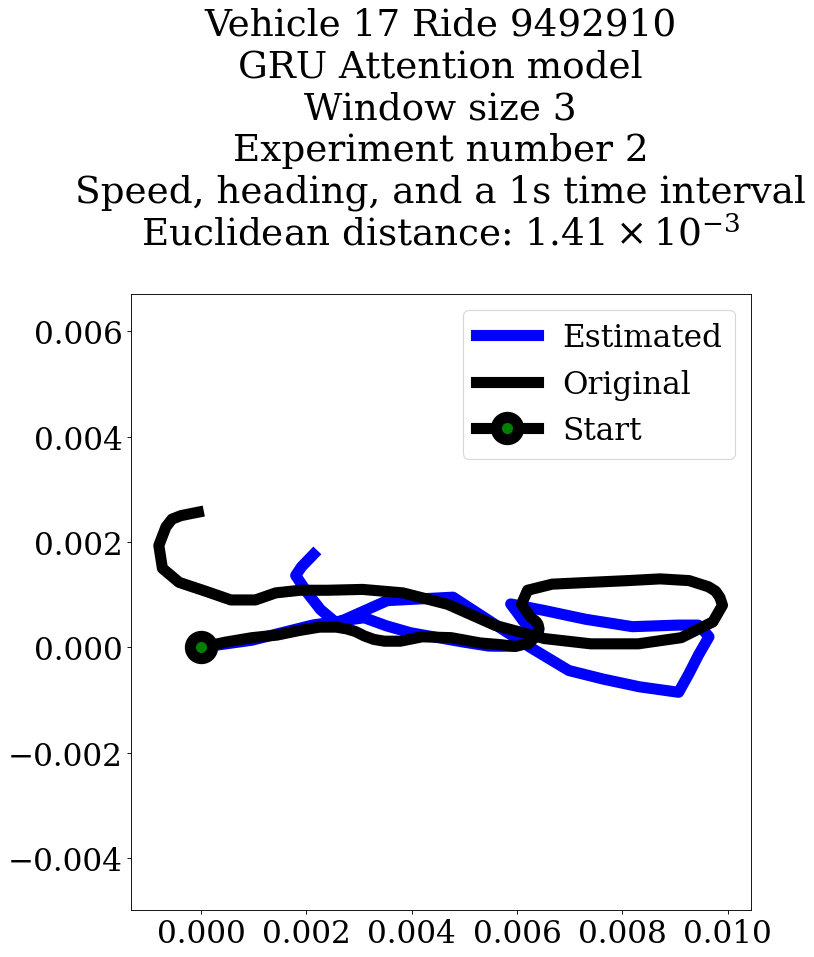 Vehicle 17 Ride 9492910
GRU Attention model
Window size 3
Experiment number 2
Speed, heading, and a 1s time interval
Euclidean distance: 1.41 × 10⁻³
Estimated
Original
Start
0.006
0.004
0.002
0.000
−0.002
−0.004
0.000 0.002 0.004 0.006 0.008 0.010